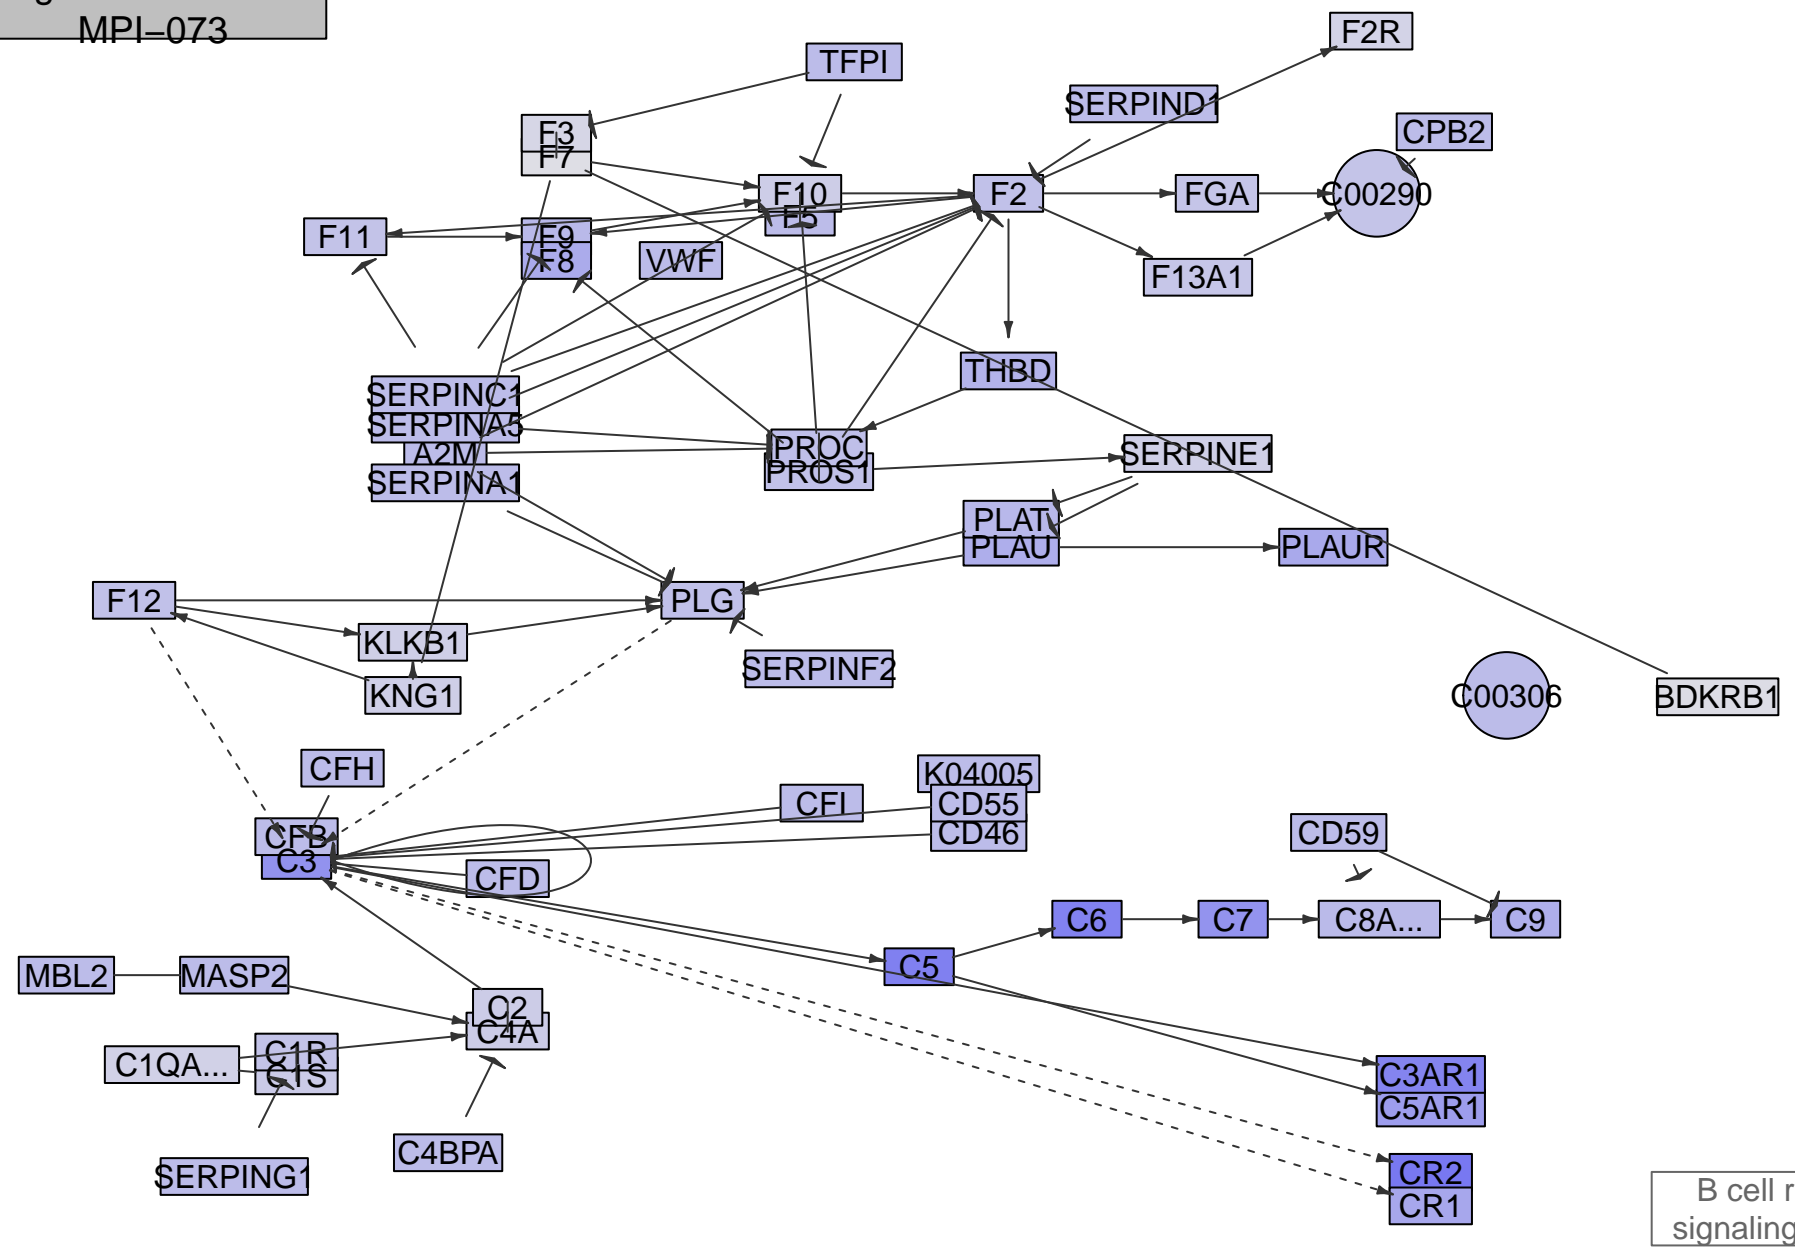 MPI–073
F2R
TFPI
SERPIND1
CPB2
F3
F7
F10
F5
F2
FGA
C00290
F11
F9
F8
VWF
F13A1
SERPINC1
SERPINA5
A2M
SERPINA1
THBD
PROC
PROS1
SERPINE1
PLAT
PLAU
PLAUR
F12
PLG
KLKB1
KNG1
SERPINF2
C00306
BDKRB1
CFH
K04005
CFI
CD55
CD46
CFB
C3
CD59
CFD
C6
C7
C8A...
C9
C5
MBL2
MASP2
C2
C4A
C1QA...
C1R
C1S
C3AR1
C5AR1
C4BPA
SERPING1
CR2
CR1
B cell r
signaling